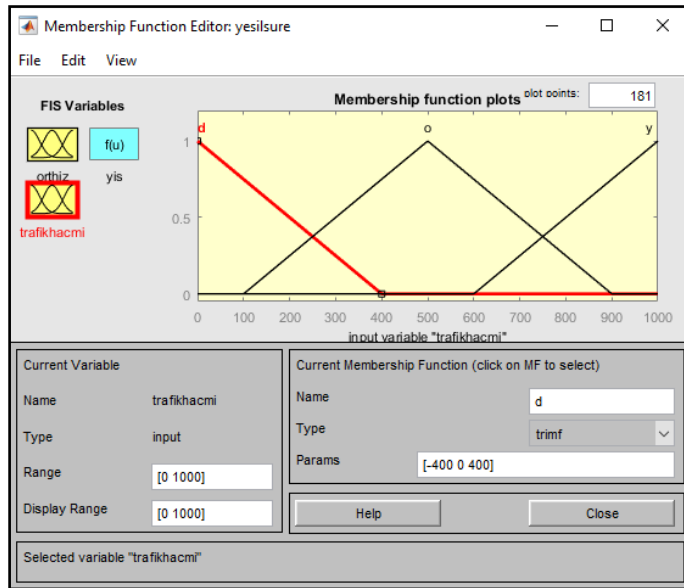 Membership Function Editor: yesilsure
File Edit View
FIS Variables
f(u)
orthiz yis
trafikhacmi
Membership function plots plot points: 181
d o y
1
0.5
0
0 100 200 300 400 500 600 700 800 900 1000
input variable "trafikhacmi"
Current Variable
Name trafikhacmi
Type input
Range [0 1000]
Display Range [0 1000]
Current Membership Function (click on MF to select)
Name d
Type trimf
Params [-400 0 400]
Help Close
Selected variable "trafikhacmi"